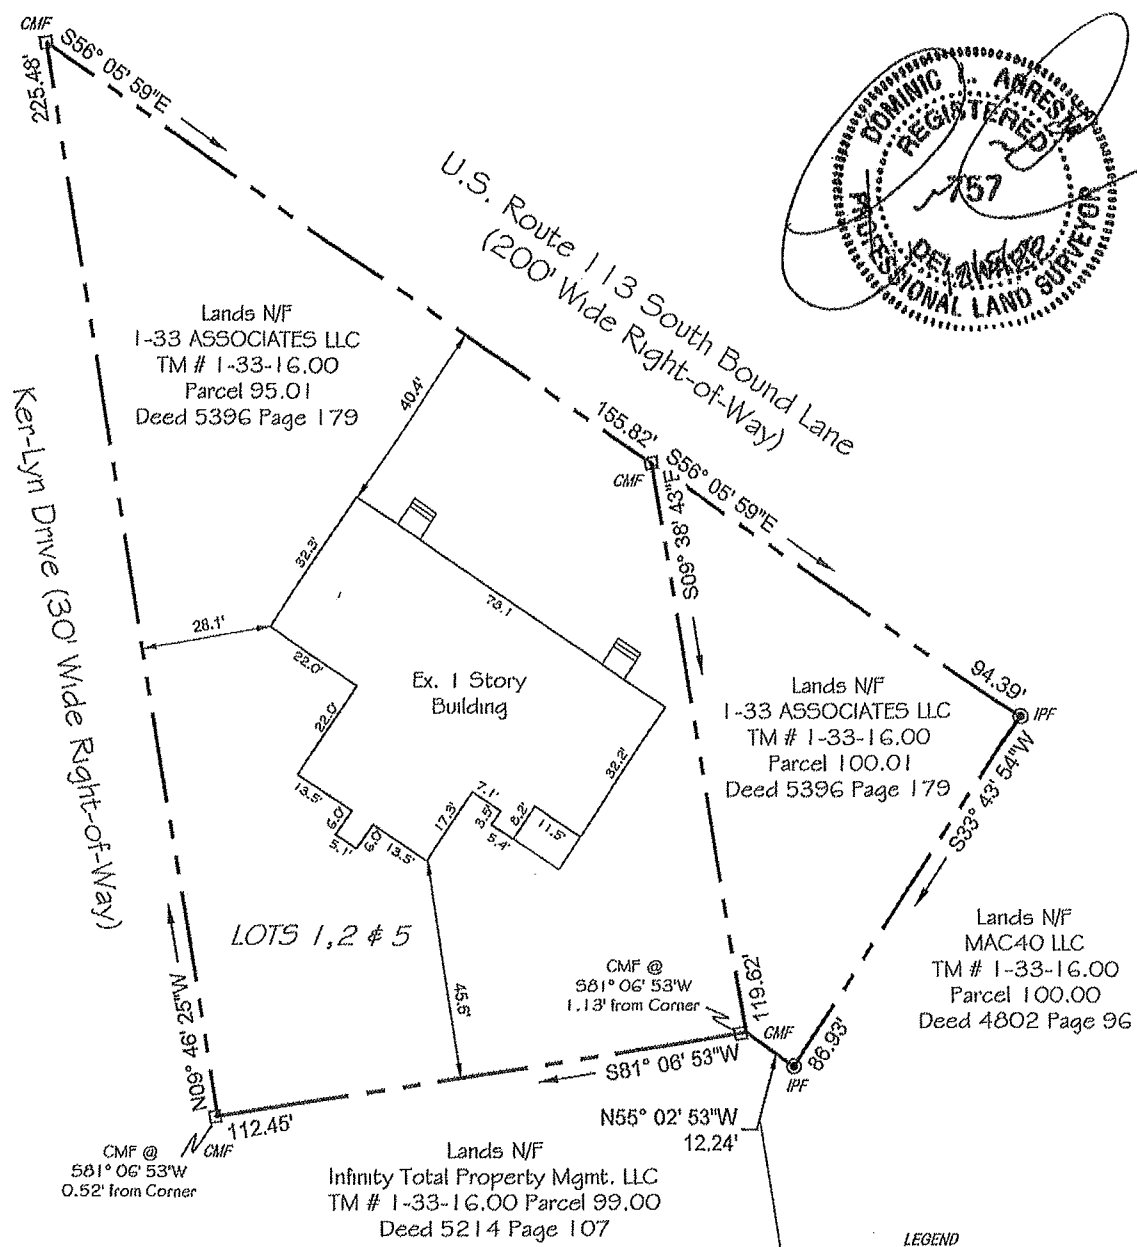 CMF
S56° 05' 59"E
225.48'
DOMINIC
REGISTERED
757
PROFESSIONAL LAND SURVEYOR
U.S. Route 113 South Bound Lane
(200' Wide Right-of-Way)
Lands N/F
1-33 ASSOCIATES LLC
TM # 1-33-16.00
Parcel 95.01
Deed 5396 Page 179
40.4'
155.82'
CMF
S56° 05' 59"E
S09° 38' 43"E
Ker-Lyn Drive (30' Wide Right-of-Way)
32.3'
78.1
28.1'
22.0'
22.0'
Ex. 1 Story
Building
32.2'
94.39'
IPF
Lands N/F
1-33 ASSOCIATES LLC
TM # 1-33-16.00
Parcel 100.01
Deed 5396 Page 179
S33° 43' 54"W
13.5'
6.0'
5.1'
6.0'
13.5'
17.3'
7.1'
3.5'
5.4'
8.2'
11.5'
LOTS 1,2 & 5
45.6'
CMF @
S81° 06' 53"W
1.13' from Corner
119.62'
CMF
Lands N/F
MAC40 LLC
TM # 1-33-16.00
Parcel 100.00
Deed 4802 Page 96
N09° 46' 25"W
S81° 06' 53"W
86.93'
IPF
N55° 02' 53"W
12.24'
112.45'
CMF
CMF @
S81° 06' 53"W
0.52' from Corner
Lands N/F
Infinity Total Property Mgmt. LLC
TM # 1-33-16.00 Parcel 99.00
Deed 5214 Page 107
LEGEND